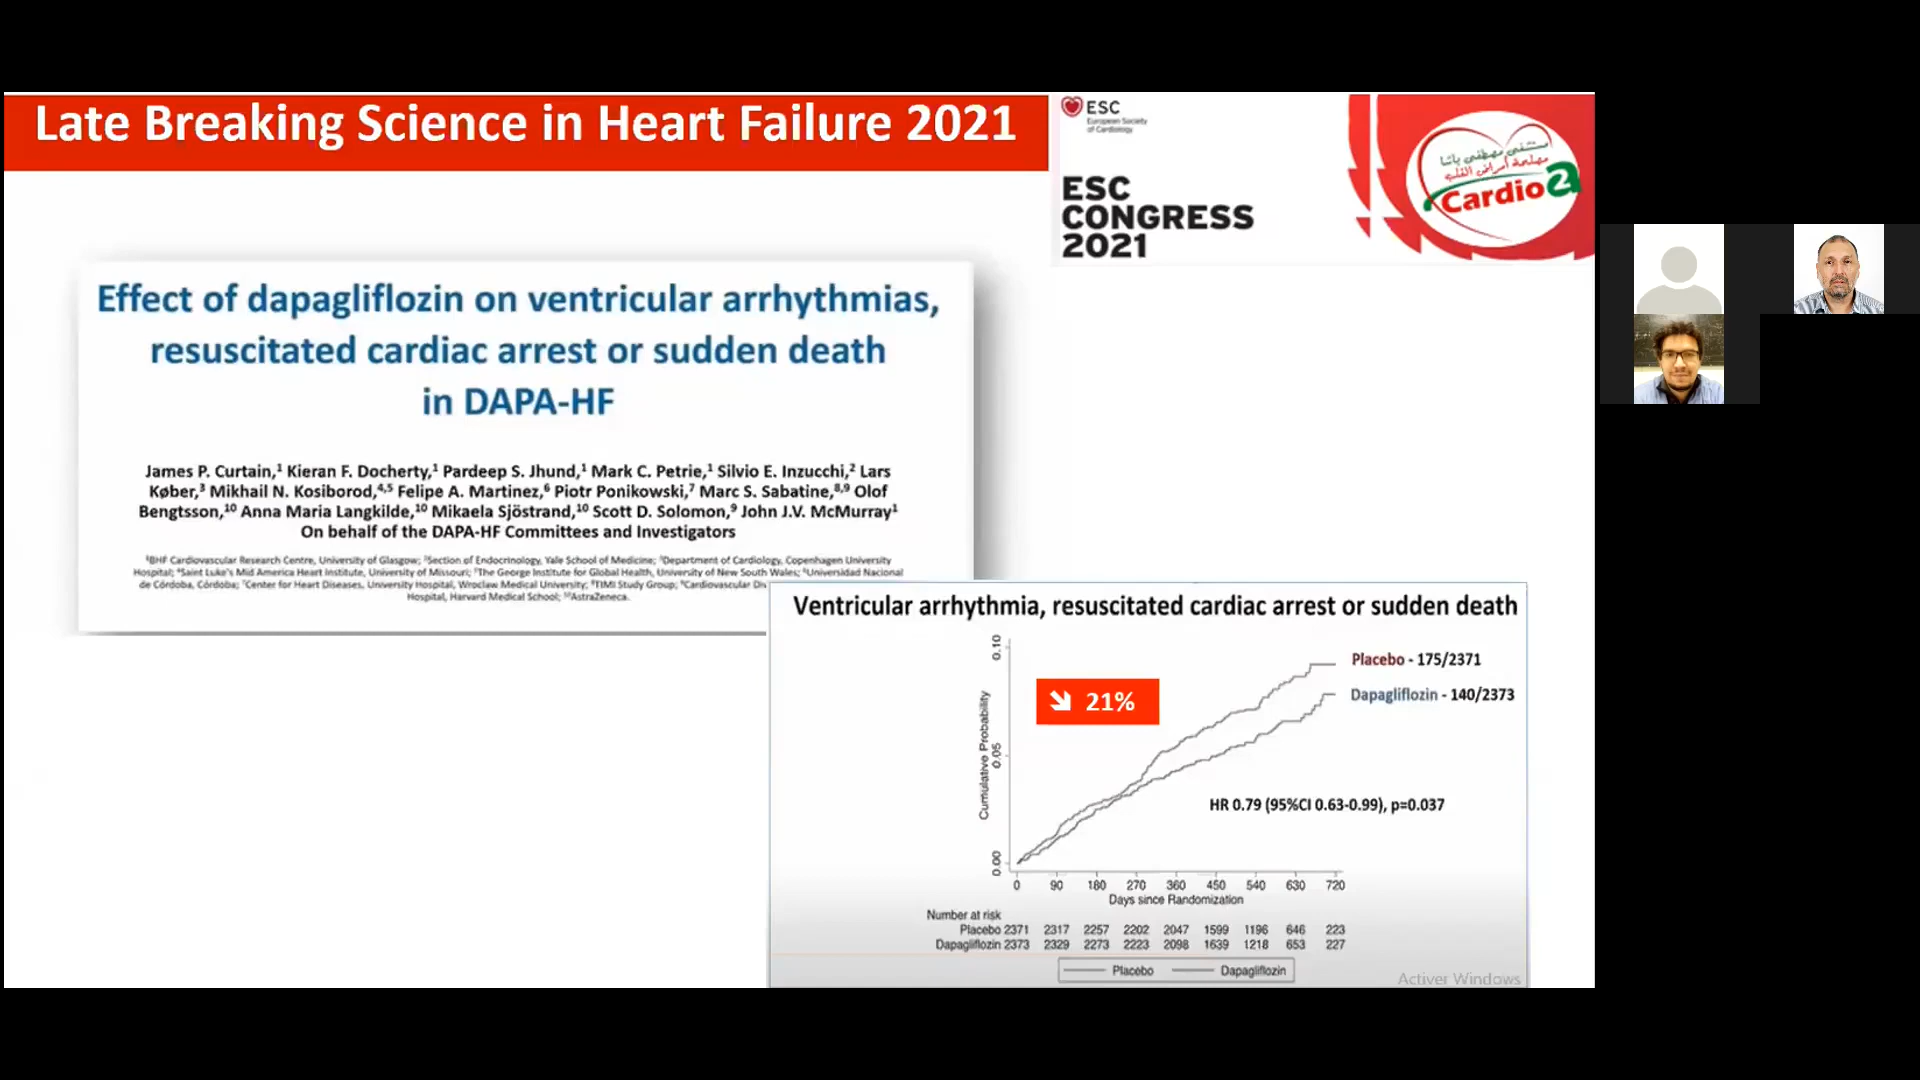 Late Breaking Science in Heart Failure 2021
ESC
European Society
of Cardiology
ESC
CONGRESS
2021
مستشفى مصطفى باشا
مصلحة أمراض القلب
Cardio 2
Effect of dapagliflozin on ventricular arrhythmias,
resuscitated cardiac arrest or sudden death
in DAPA-HF
James P. Curtain,¹ Kieran F. Docherty,¹ Pardeep S. Jhund,¹ Mark C. Petrie,¹ Silvio E. Inzucchi,² Lars
Køber,³ Mikhail N. Kosiborod,⁴,⁵ Felipe A. Martinez,⁶ Piotr Ponikowski,⁷ Marc S. Sabatine,⁸,⁹ Olof
Bengtsson,¹⁰ Anna Maria Langkilde,¹⁰ Mikaela Sjöstrand,¹⁰ Scott D. Solomon,⁹ John J.V. McMurray¹
On behalf of the DAPA-HF Committees and Investigators
¹BHF Cardiovascular Research Centre, University of Glasgow; ²Section of Endocrinology, Yale School of Medicine; ³Department of Cardiology, Copenhagen University
Hospital; ⁴Saint Luke's Mid America Heart Institute, University of Missouri; ⁵The George Institute for Global Health, University of New South Wales; ⁶Universidad Nacional
de Córdoba, Córdoba; ⁷Center for Heart Diseases, University Hospital, Wroclaw Medical University; ⁸TIMI Study Group; ⁹Cardiovascular Div
Hospital, Harvard Medical School; ¹⁰AstraZeneca.
Ventricular arrhythmia, resuscitated cardiac arrest or sudden death
0.10
0.05
0.00
Cumulative Probability
21%
Placebo - 175/2371
Dapagliflozin - 140/2373
HR 0.79 (95%CI 0.63-0.99), p=0.037
0 90 180 270 360 450 540 630 720
Days since Randomization
Number at risk
Placebo 2371 2317 2257 2202 2047 1599 1196 646 223
Dapagliflozin 2373 2329 2273 2223 2098 1639 1218 653 227
Placebo Dapagliflozin
Activer Windows